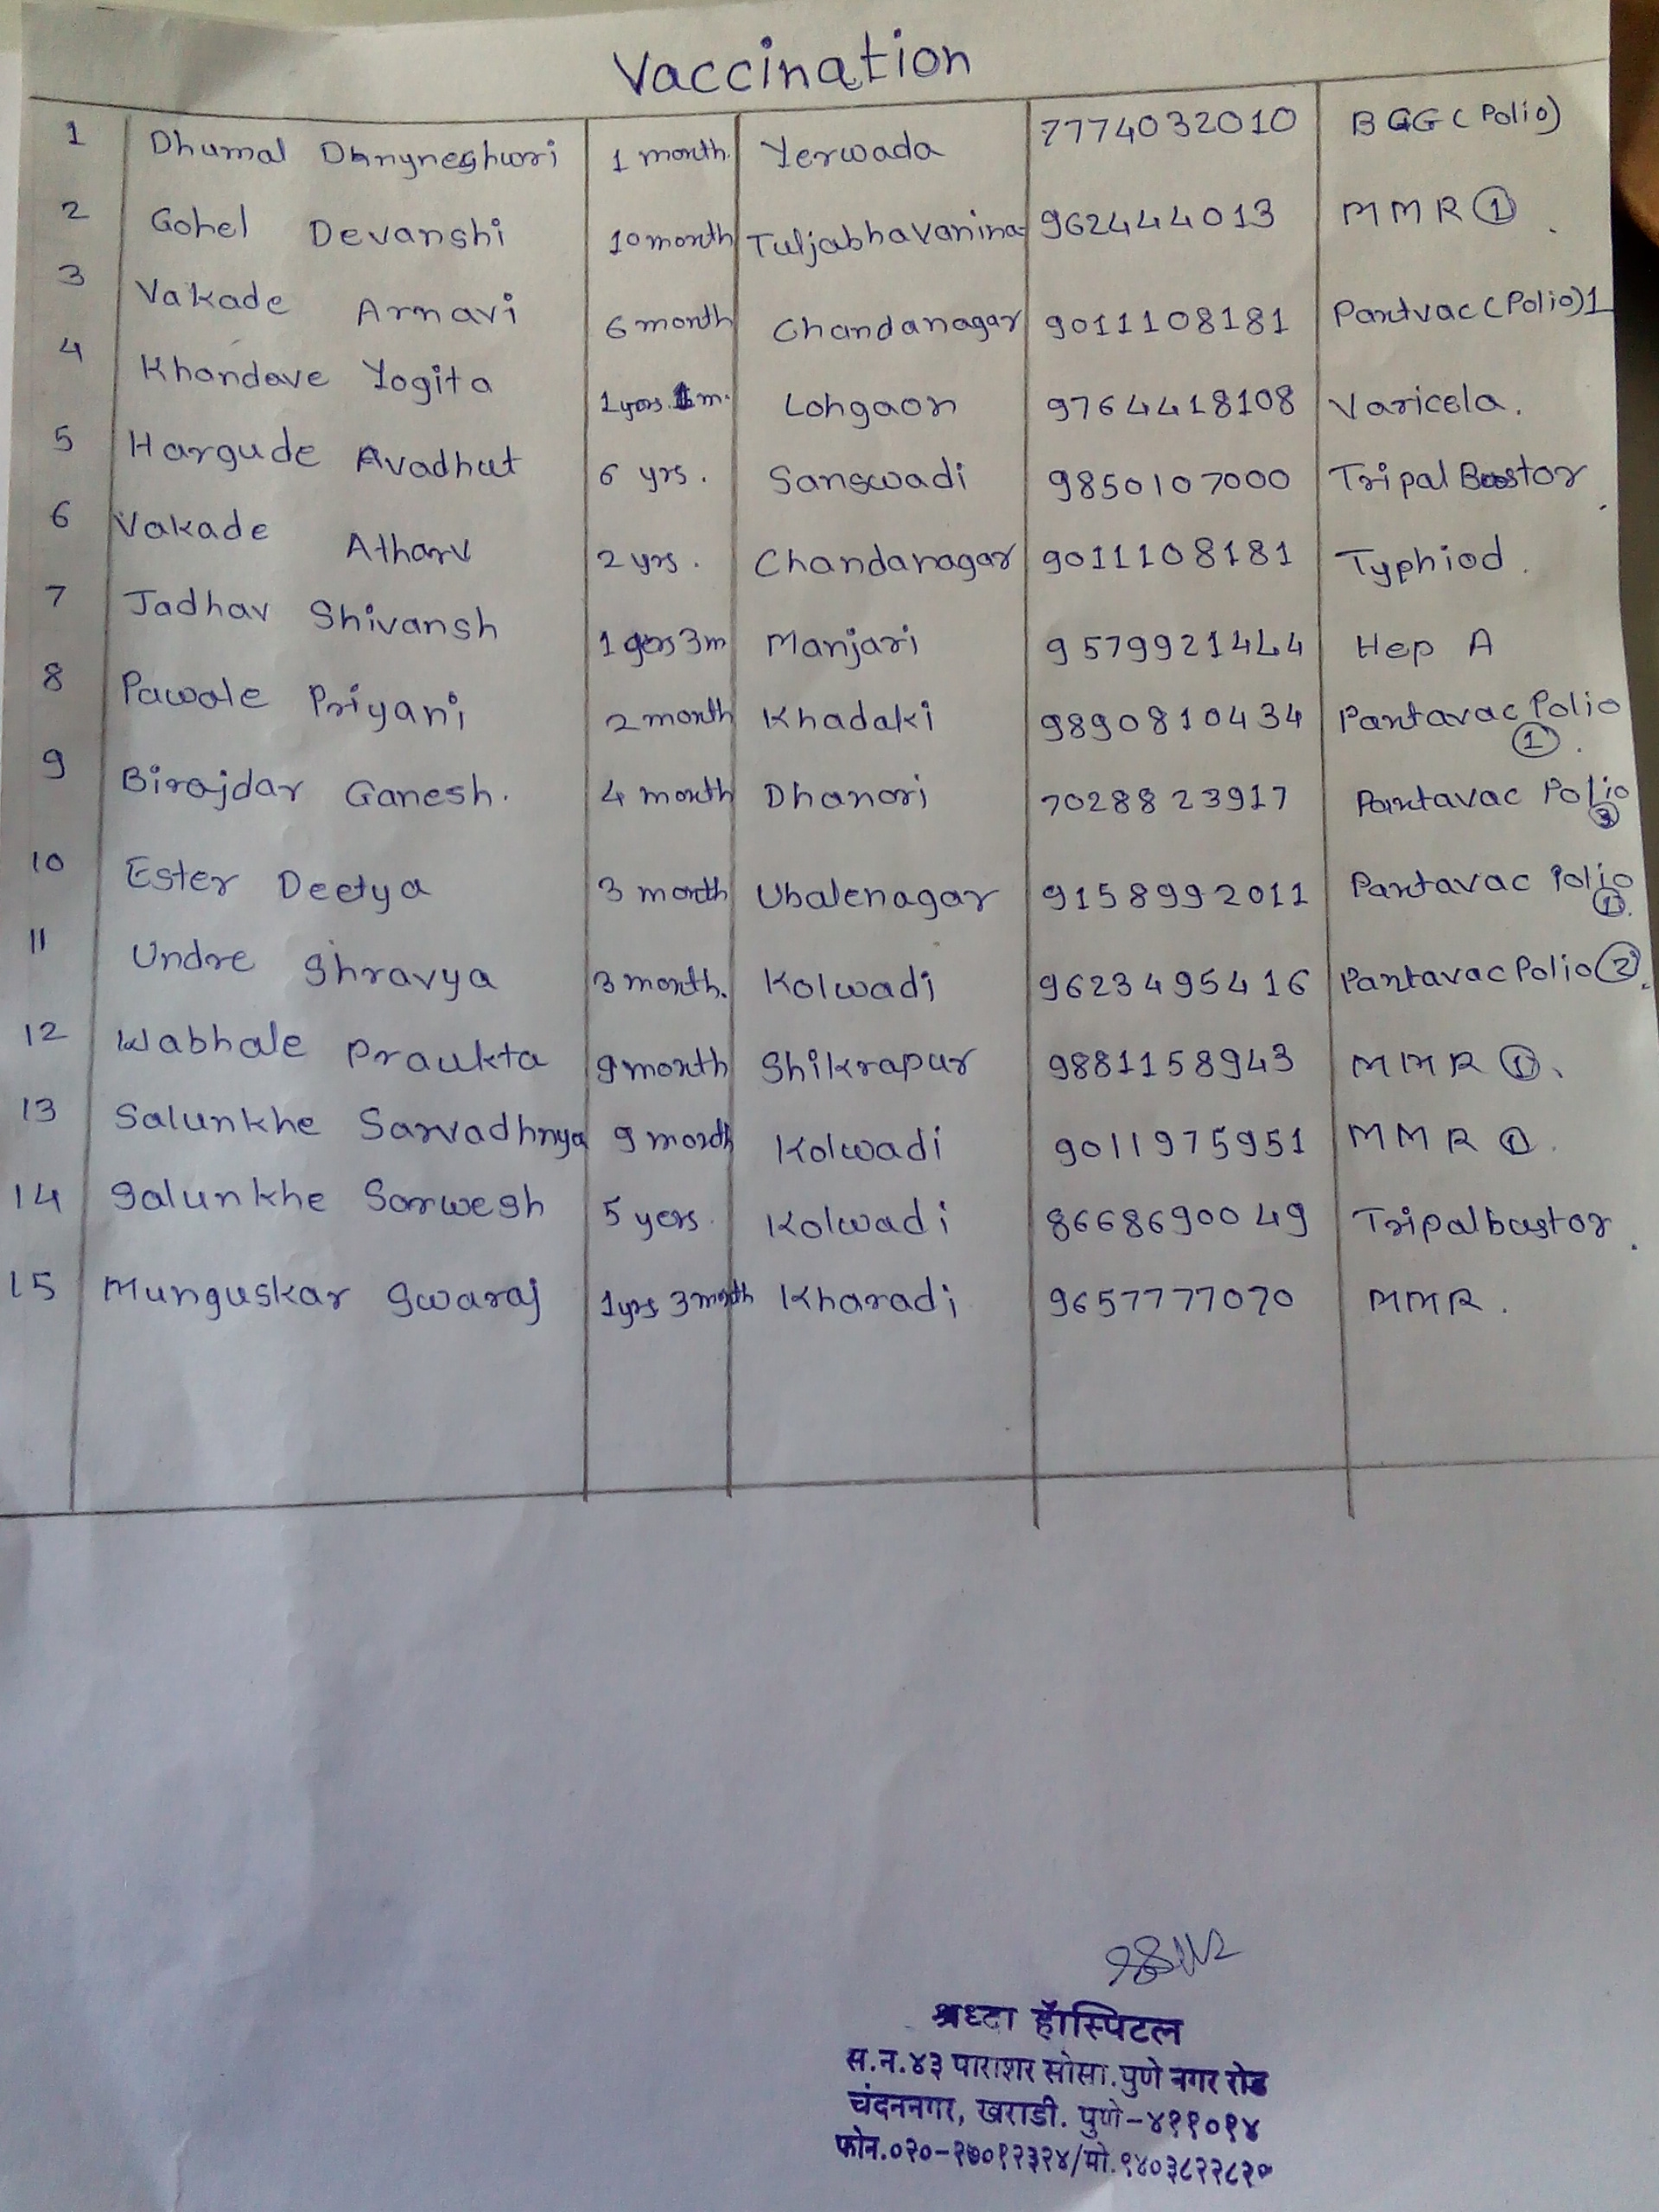 Vaccination
1 Dhumal Dhnyneshwri 1 month. Yerwada 7774032010 BCG (Polio)
2 Gohel Devanshi 10 month Tuljabhavanina- 962444013 MMR ①
3 Vakade Arnavi 6 month Chandanagar 9011108181 Pantvac (Polio) 1
4 Khandave Yogita 1 yers. 1 m. Lohgaon 9764418108 Varicela.
5 Hargude Avadhut 6 yrs. Sanswadi 9850107000 Tripal Bostor.
6 Vakade Atharv 2 yrs. Chandanagar 9011108181 Typhiod.
7 Jadhav Shivansh 1 yers 3m Manjari 9579921444 Hep A
8 Pawale Priyani 2 month Khadaki 9890810434 Pantavac Polio ①.
9 Birajdar Ganesh. 4 month Dhanori 7028823917 Pantavac Polio ③
10 Ester Deetya 3 month Ubalenagar 9158992011 Pantavac Polio ①.
11 Undre Shravya 3 month. Kolwadi 9623495416 Pantavac Polio ②.
12 Wabhale Praukta 9 month Shikrapur 9881158943 MMR ①.
13 Salunkhe Sarvadhnya 9 month Kolwadi 9011975951 MMR ①.
14 Salunkhe Sarwesh 5 yers. Kolwadi 8668690049 Tripalbustor.
15 Munguskar Swaraj 1 yrs 3 month Kharadi 9657777070 MMR.
श्रध्दा हॉस्पिटल
स.न.४३ पाराशर सोसा. पुणे नगर रोड
चंदननगर, खराडी. पुणे-४११०१४
फोन.०२०-२७०१२३२४/मो.९४०३८२२८२०